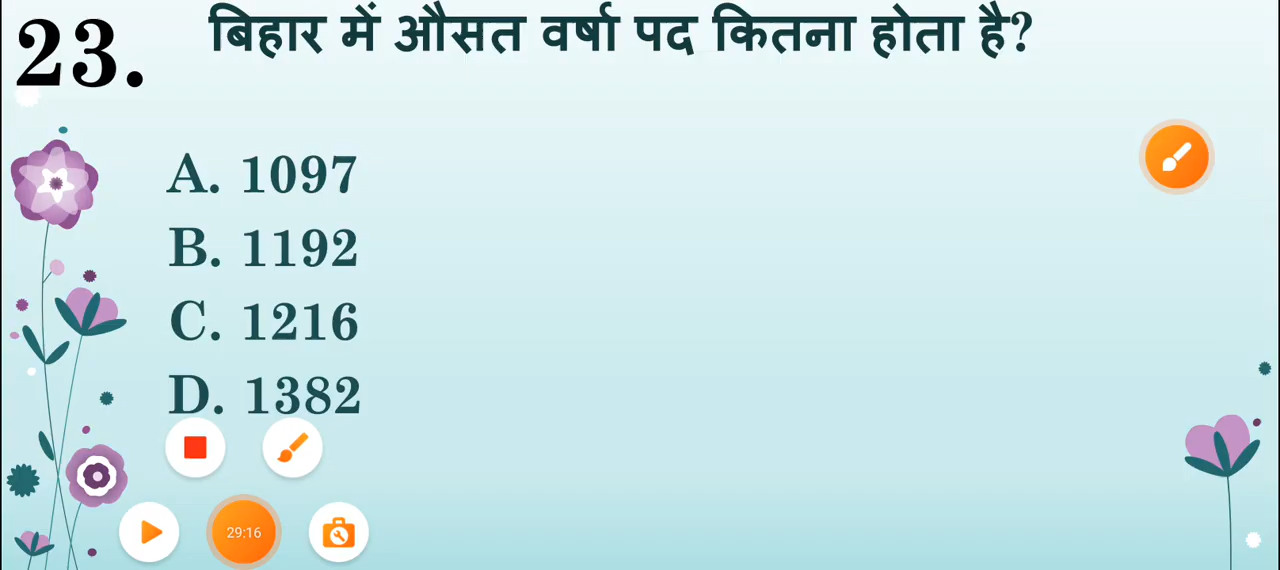 23. बिहार में औसत वर्षा पद कितना होता है?
A. 1097
B. 1192
C. 1216
D. 1382
29:16